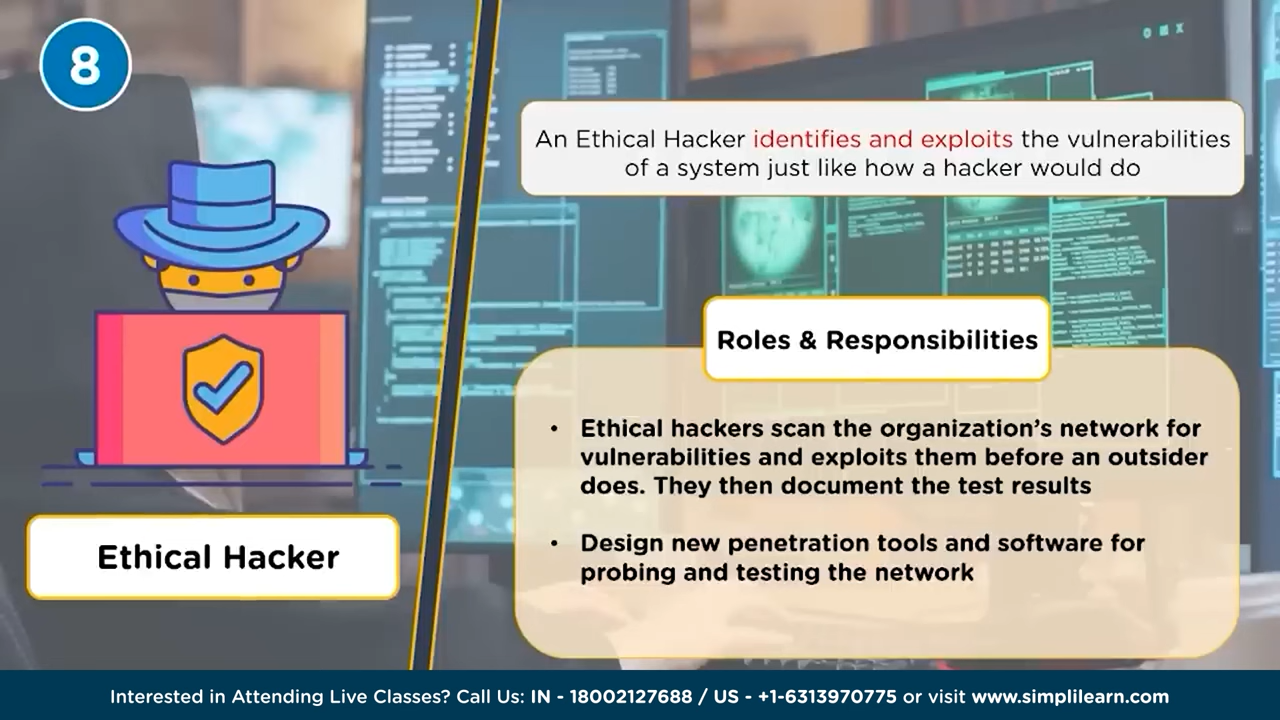 8
An Ethical Hacker identifies and exploits the vulnerabilities
of a system just like how a hacker would do
Roles & Responsibilities
• Ethical hackers scan the organization's network for
vulnerabilities and exploits them before an outsider
does. They then document the test results
• Design new penetration tools and software for
probing and testing the network
Ethical Hacker
Interested in Attending Live Classes? Call Us: IN - 18002127688 / US - +1-6313970775 or visit www.simplilearn.com